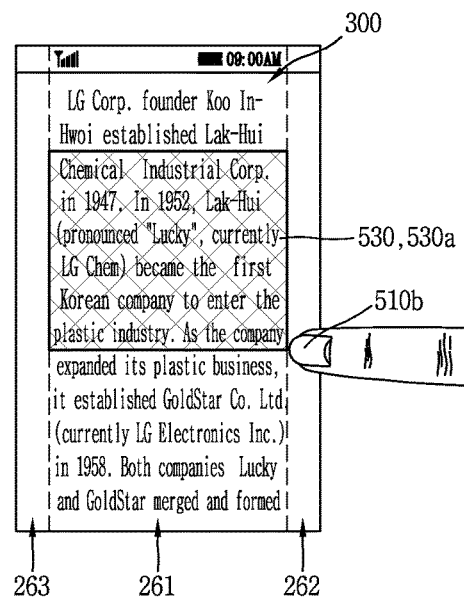 300
09:00AM
LG Corp. founder Koo In-
Hwoi established Lak-Hui
Chemical Industrial Corp.
in 1947. In 1952, Lak-Hui
(pronounced "Lucky", currently
LG Chem) became the first
Korean company to enter the
plastic industry. As the company
expanded its plastic business,
it established GoldStar Co. Ltd
(currently LG Electronics Inc.)
in 1958. Both companies Lucky
and GoldStar merged and formed
530, 530a
510b
263
261
262